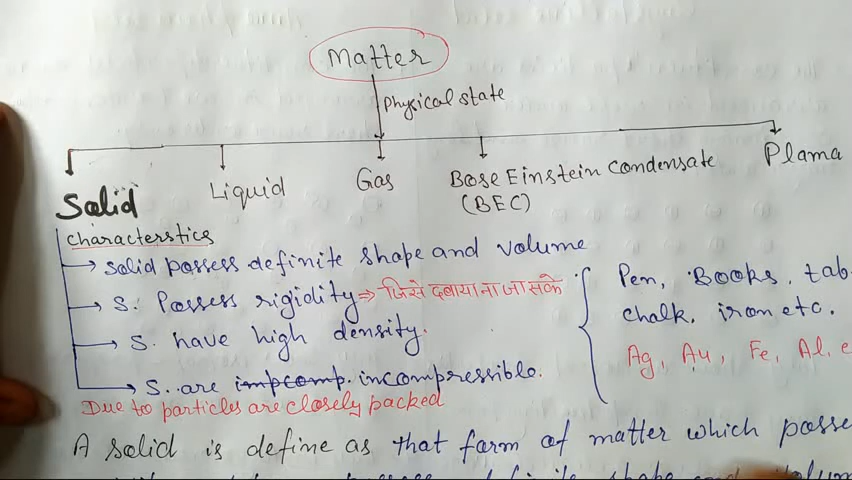 Matter
Physical state
Solid Liquid Gas Bose Einstein condensate Plama
(BEC)
characterstics
→ Solid possess definite shape and volume
→ S. Possess rigidity ⇒ जिसे दबाया ना जा सके
→ S. have high density.
→ S. are impcomp. incompressible.
Due to particles are closely packed
Pen, Books, tab
chalk, iron etc.
Ag, Au, Fe, Al, e
A solid is define as that form of matter which posse